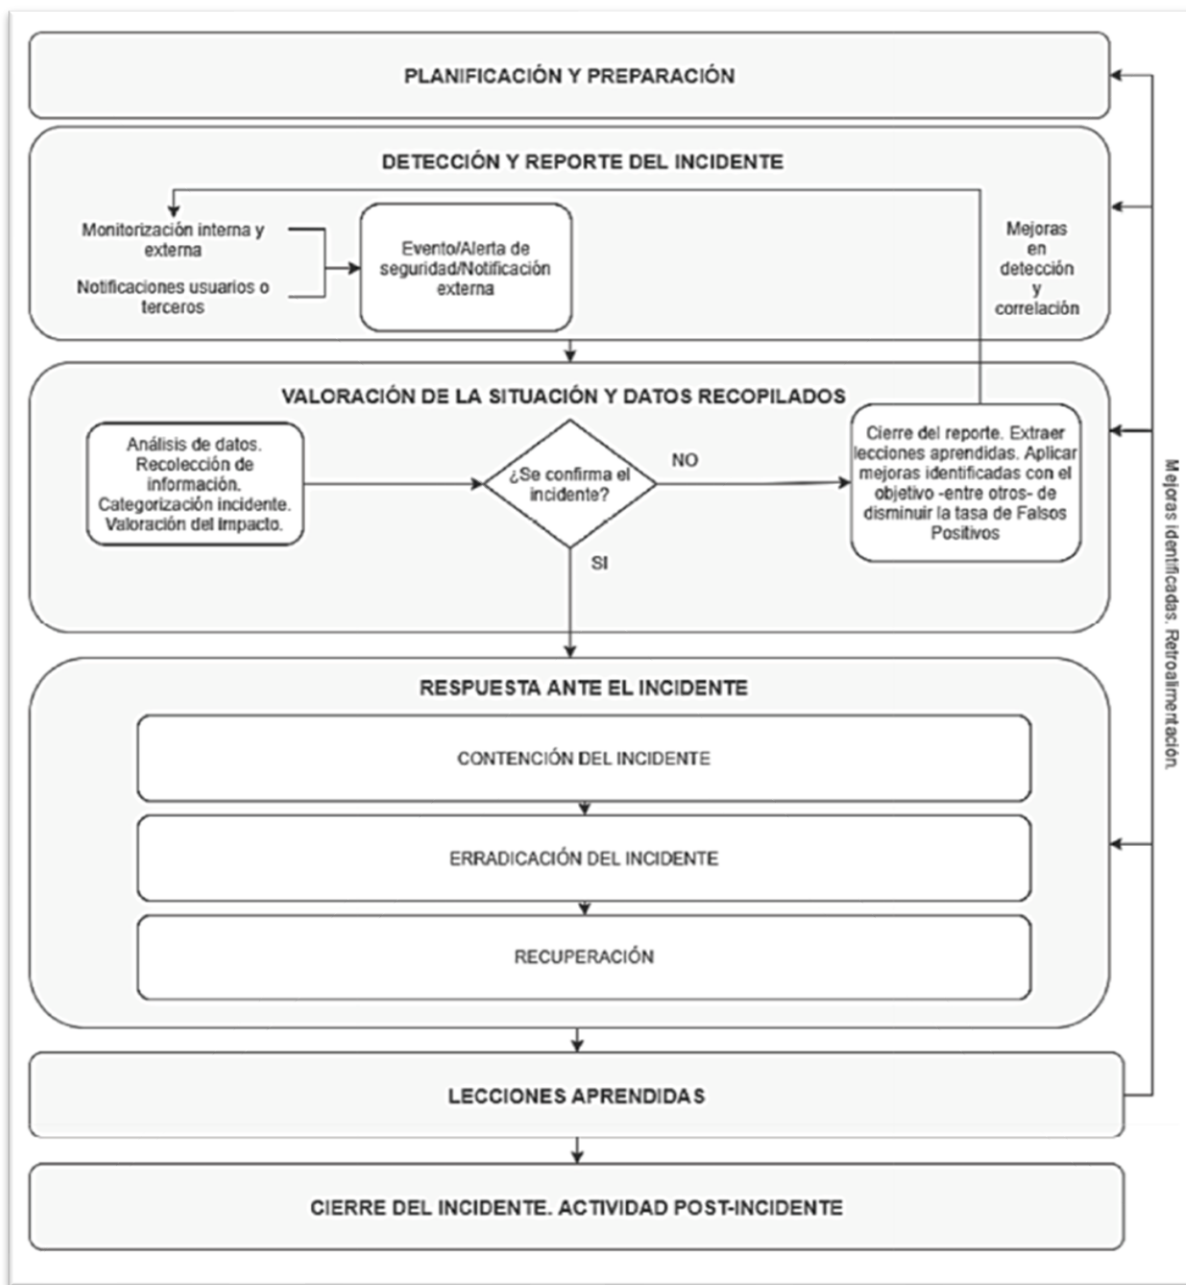 PLANIFICACIÓN Y PREPARACIÓN
DETECCIÓN Y REPORTE DEL INCIDENTE
Monitorización interna y
externa
Notificaciones usuarios o
terceros
Evento/Alerta de
seguridad/Notificación
externa
Mejoras
en
detección
y
correlación
VALORACIÓN DE LA SITUACIÓN Y DATOS RECOPILADOS
Análisis de datos.
Recolección de
información.
Categorización incidente.
Valoración del impacto.
¿Se confirma el
incidente?
NO
SI
Cierre del reporte. Extraer
lecciones aprendidas. Aplicar
mejoras identificadas con el
objetivo -entre otros- de
disminuir la tasa de Falsos
Positivos
RESPUESTA ANTE EL INCIDENTE
CONTENCIÓN DEL INCIDENTE
ERRADICACIÓN DEL INCIDENTE
RECUPERACIÓN
LECCIONES APRENDIDAS
CIERRE DEL INCIDENTE. ACTIVIDAD POST-INCIDENTE
Mejoras identificadas. Retroalimentación.